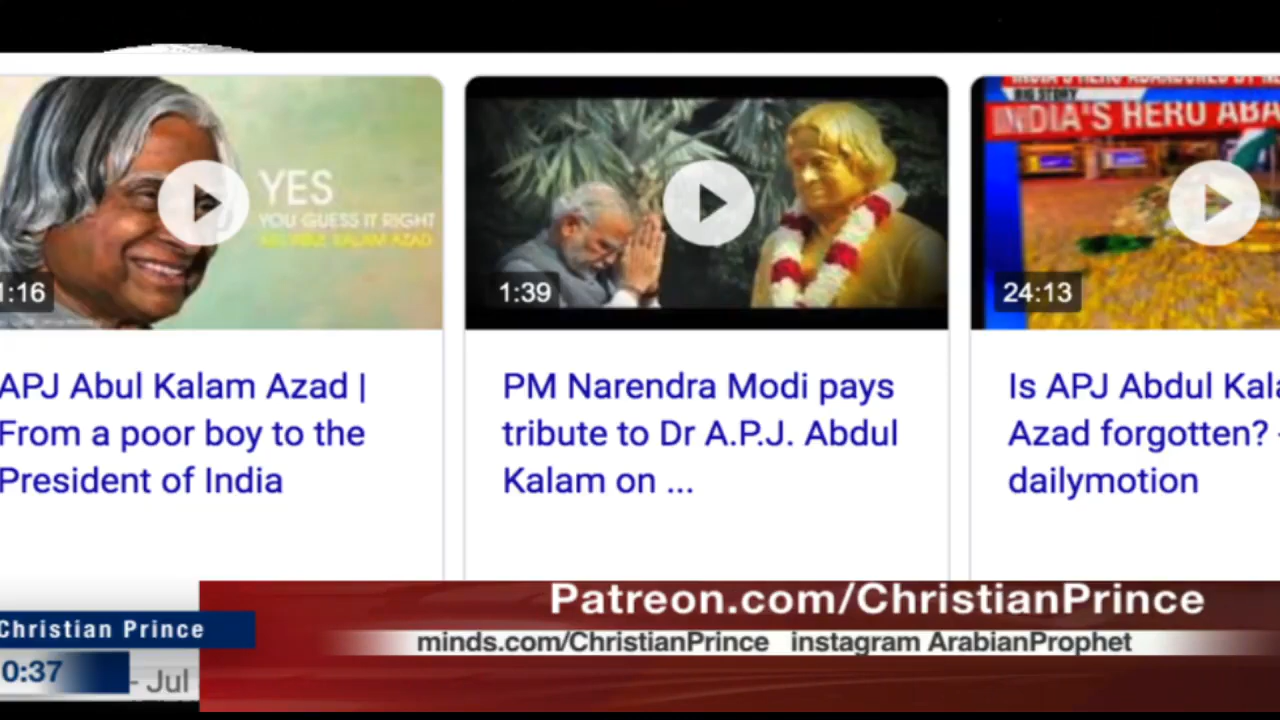 YES
YOU GUESS IT RIGHT
1:16
1:39
BIG STORY
INDIA'S HERO ABA
24:13
APJ Abul Kalam Azad |
From a poor boy to the
President of India
PM Narendra Modi pays
tribute to Dr A.P.J. Abdul
Kalam on ...
Is APJ Abdul Kala
Azad forgotten? -
dailymotion
Patreon.com/ChristianPrince
Christian Prince
minds.com/ChristianPrince instagram ArabianProphet
0:37
- Jul